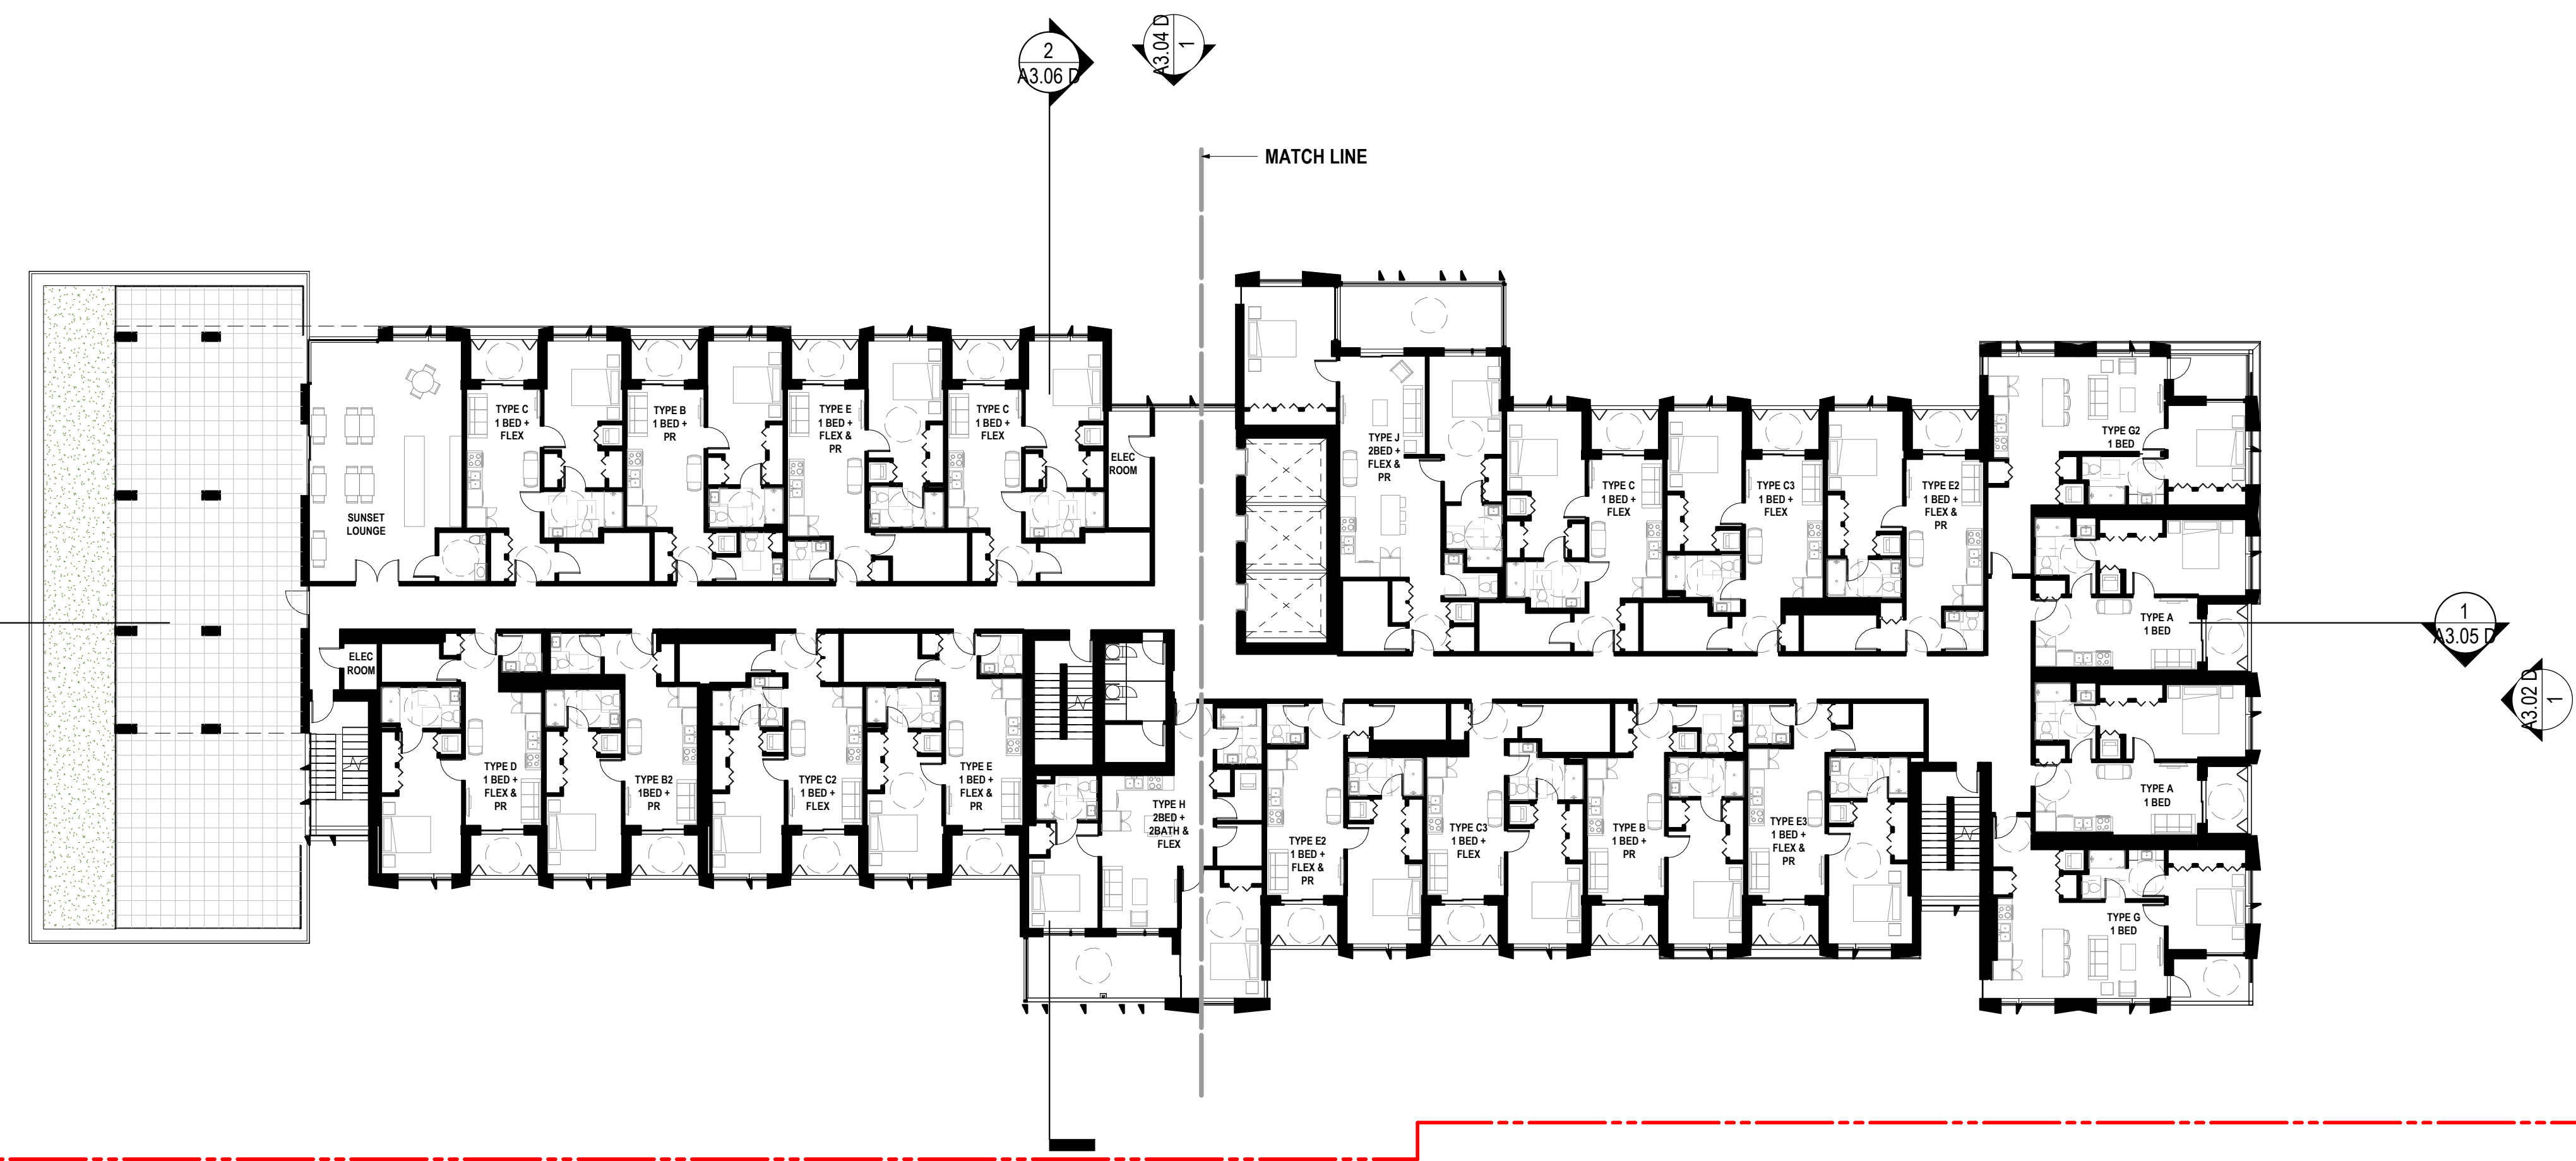 2
A3.06 D
A3.04 D
1
MATCH LINE
TYPE C
1 BED +
FLEX
TYPE B
1 BED +
PR
TYPE E
1 BED +
FLEX &
PR
TYPE C
1 BED +
FLEX
ELEC
ROOM
SUNSET
LOUNGE
TYPE J
2BED +
FLEX &
PR
TYPE C
1 BED +
FLEX
TYPE C3
1 BED +
FLEX
TYPE E2
1 BED +
FLEX &
PR
TYPE G2
1 BED
TYPE A
1 BED
1
A3.05 D
A3.02 D
1
ELEC
ROOM
TYPE D
1 BED +
FLEX &
PR
TYPE B2
1BED +
PR
TYPE C2
1 BED +
FLEX
TYPE E
1 BED +
FLEX &
PR
TYPE H
2BED +
2BATH &
FLEX
TYPE E2
1 BED +
FLEX &
PR
TYPE C3
1 BED +
FLEX
TYPE B
1 BED +
PR
TYPE E3
1 BED +
FLEX &
PR
TYPE A
1 BED
TYPE G
1 BED